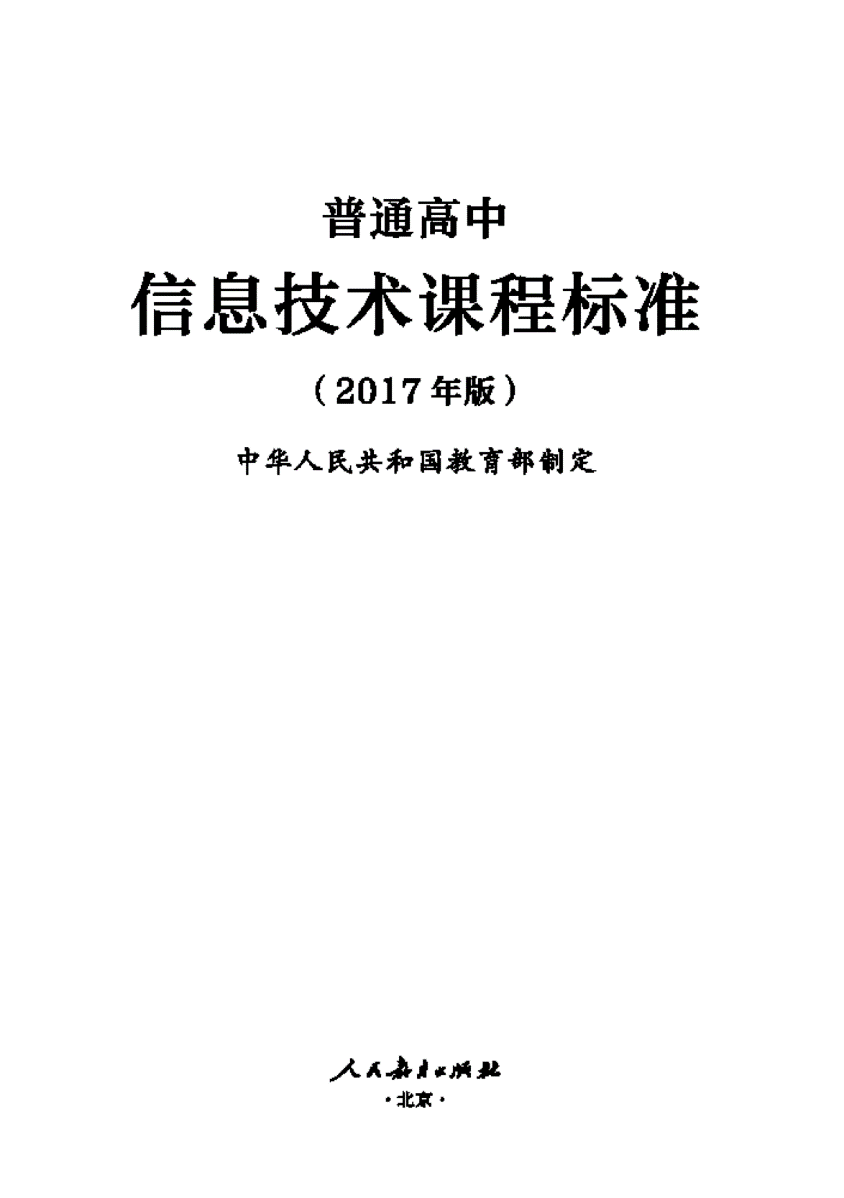 普通高中
信息技术课程标准
（2017年版）
中华人民共和国教育部制定
人民教育出版社
·北京·